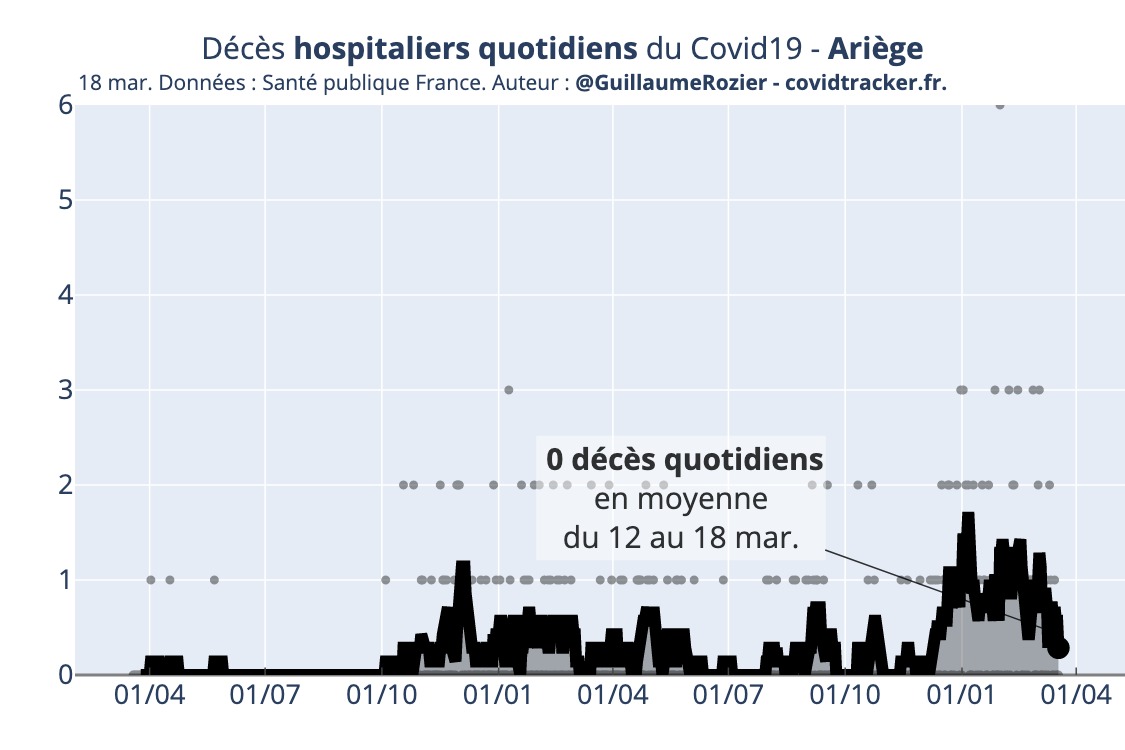 Décès hospitaliers quotidiens du Covid19 - Ariège
18 mar. Données : Santé publique France. Auteur : @GuillaumeRozier - covidtracker.fr.
6
5
4
3
2
1
0
0 décès quotidiens
en moyenne
du 12 au 18 mar.
01/04 01/07 01/10 01/01 01/04 01/07 01/10 01/01 01/04